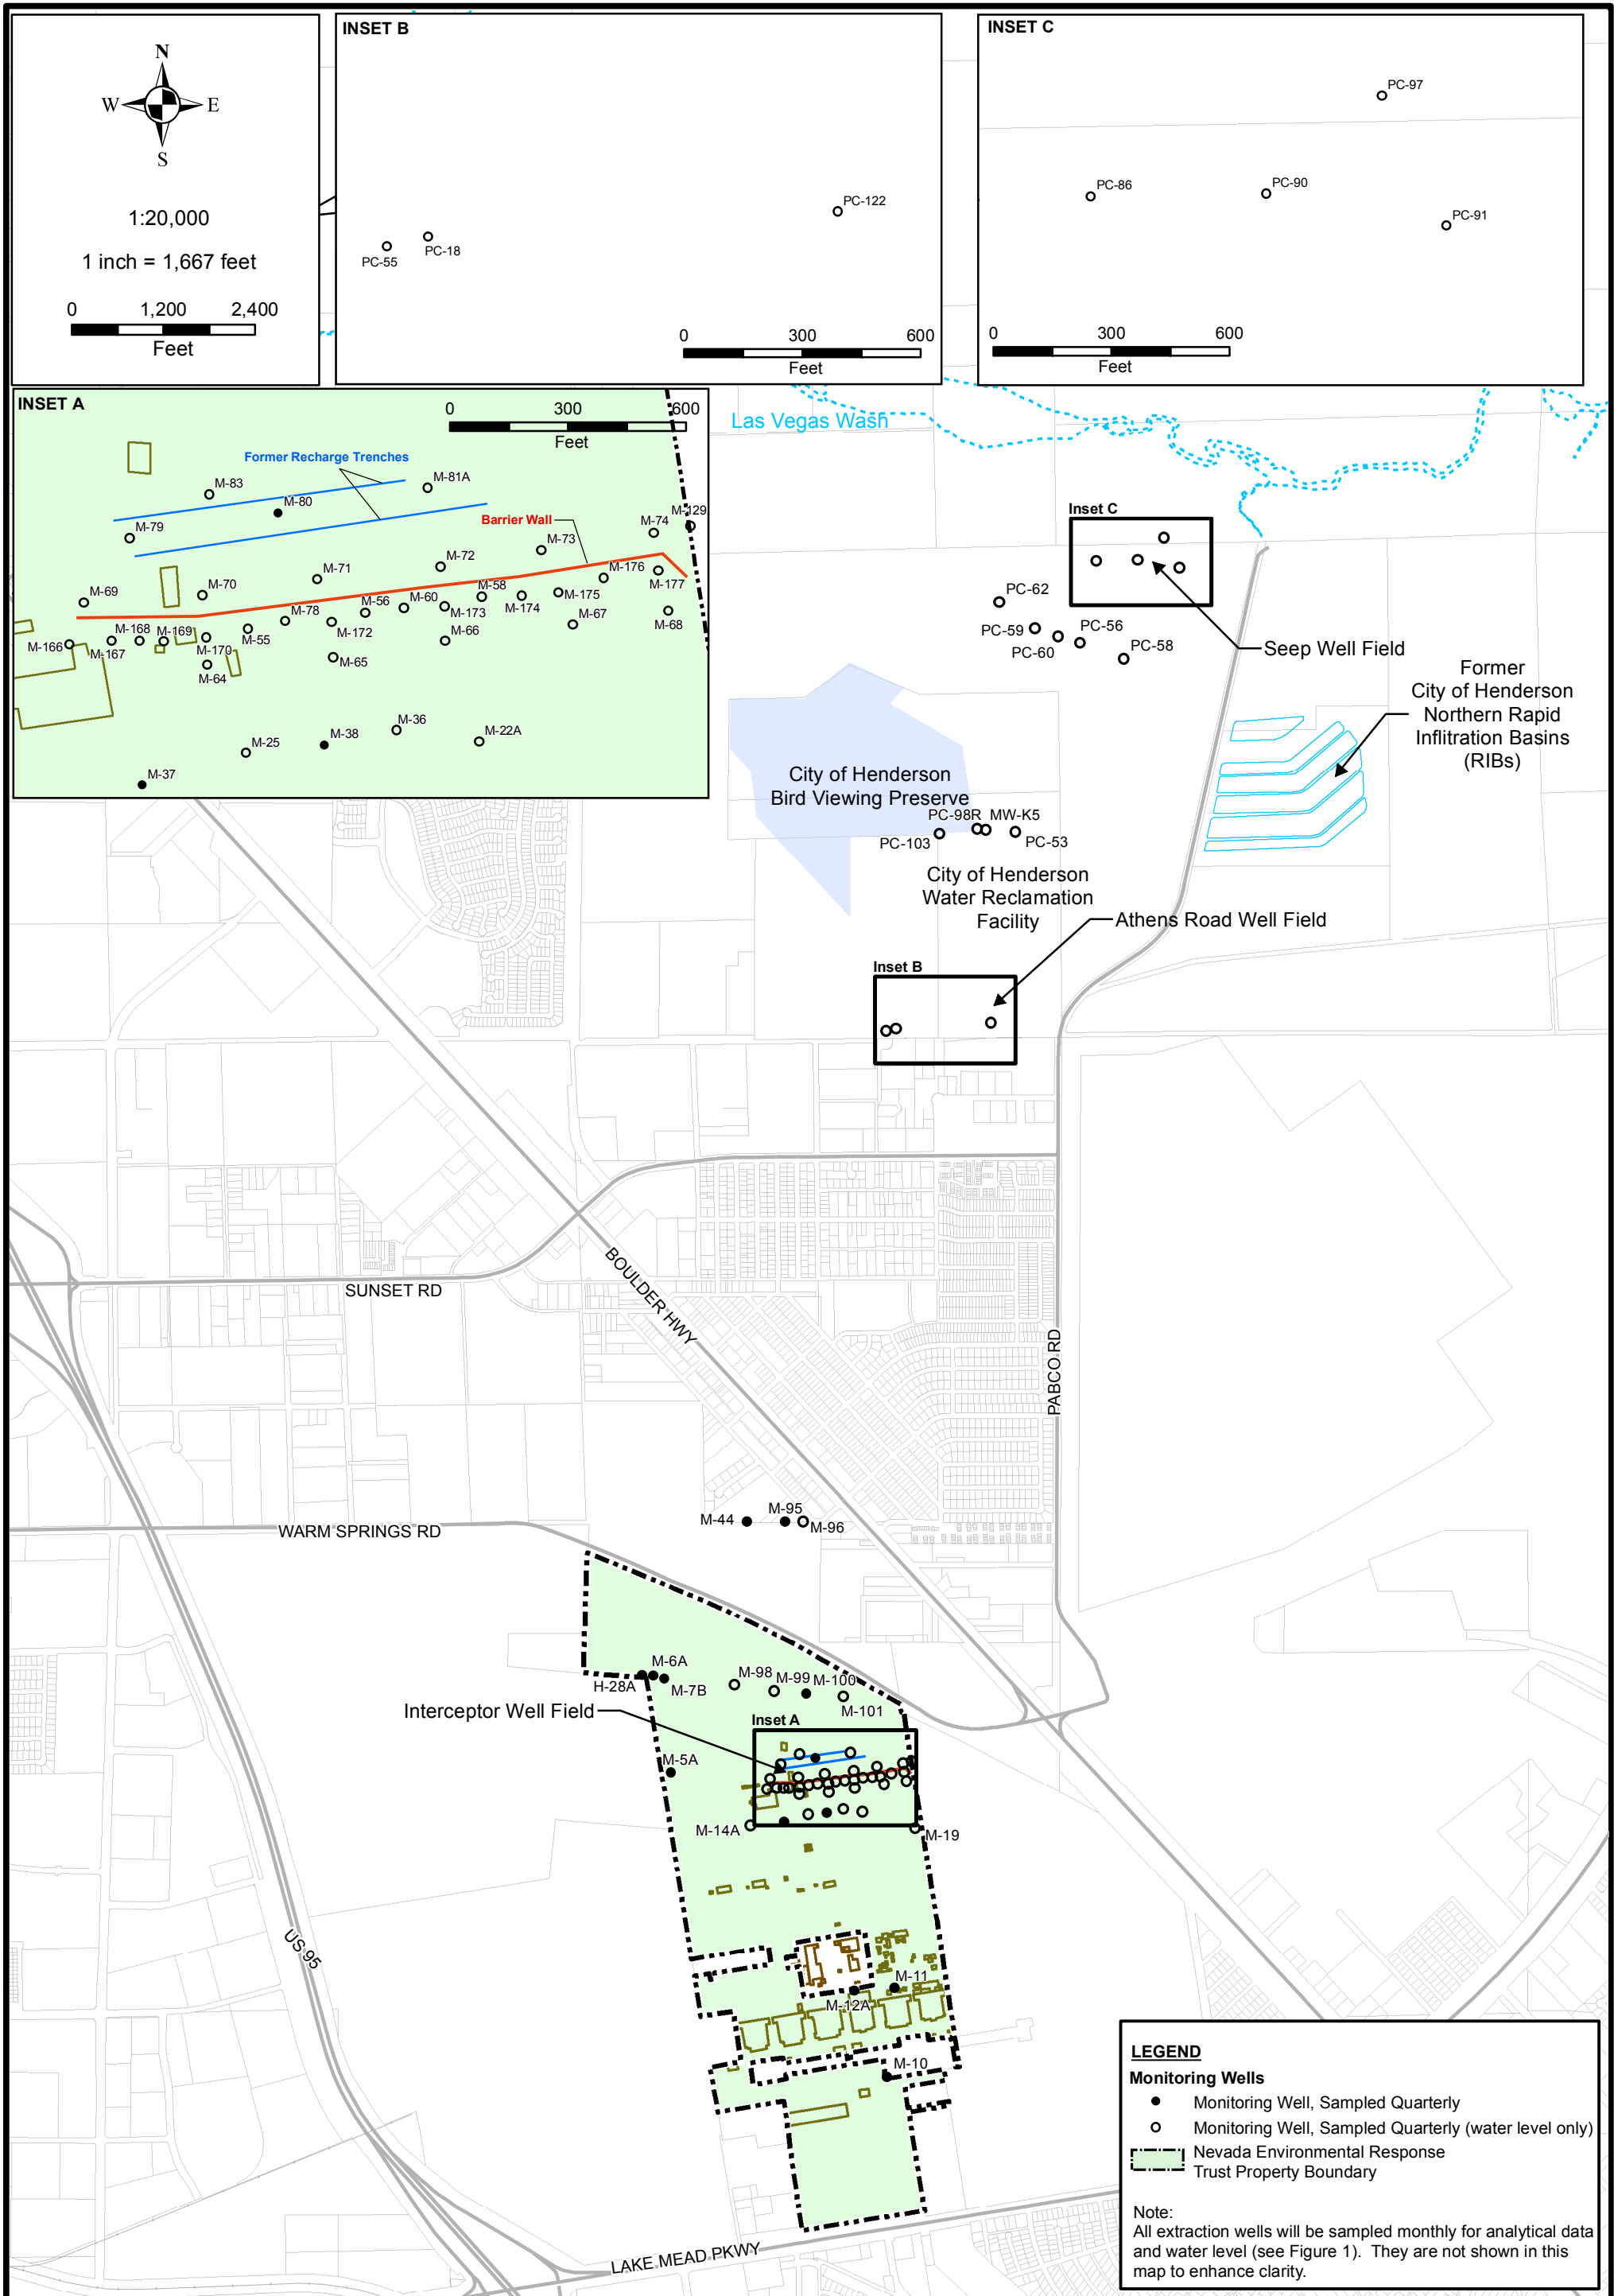 N
W
E
S
1:20,000
1 inch = 1,667 feet
0
1,200
2,400
Feet
INSET B
PC-122
PC-18
PC-55
0
300
600
Feet
INSET C
PC-97
PC-86
PC-90
PC-91
0
300
600
Feet
INSET A
0
300
600
Feet
Former Recharge Trenches
M-83
M-81A
M-80
M-129
M-79
Barrier Wall
M-74
M-73
M-72
M-71
M-176
M-70
M-177
M-69
M-58
M-60
M-175
M-56
M-174
M-173
M-78
M-67
M-68
M-172
M-168
M-169
M-55
M-166
M-167
M-170
M-66
M-65
M-64
M-36
M-38
M-22A
M-25
M-37
Las Vegas Wash
Inset C
PC-62
PC-59
PC-56
PC-60
PC-58
Seep Well Field
Former
City of Henderson
Northern Rapid
Inflitration Basins
(RIBs)
City of Henderson
Bird Viewing Preserve
PC-98R
MW-K5
PC-103
PC-53
City of Henderson
Water Reclamation
Facility
Athens Road Well Field
Inset B
SUNSET RD
BOULDER HWY
PABCO RD
WARM SPRINGS RD
M-44
M-95
M-96
M-6A
H-28A
M-7B
M-98
M-99
M-100
M-101
Interceptor Well Field
Inset A
M-5A
M-14A
M-19
US 95
M-11
M-12A
M-10
LAKE MEAD PKWY
LEGEND
Monitoring Wells
Monitoring Well, Sampled Quarterly
Monitoring Well, Sampled Quarterly (water level only)
Nevada Environmental Response
Trust Property Boundary
Note:
All extraction wells will be sampled monthly for analytical data
and water level (see Figure 1). They are not shown in this
map to enhance clarity.